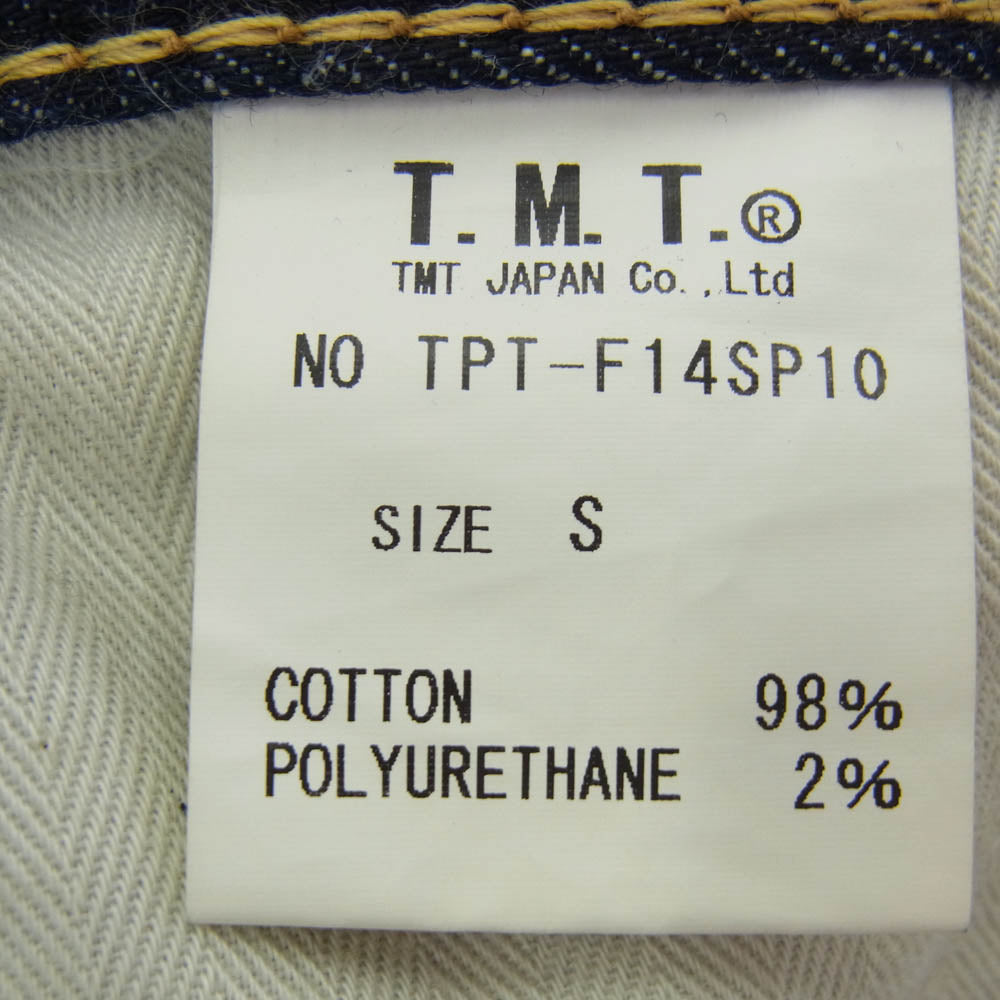 T.M.T.®
TMT JAPAN Co.,Ltd
NO TPT-F14SP10
SIZE S
COTTON 98%
POLYURETHANE 2%